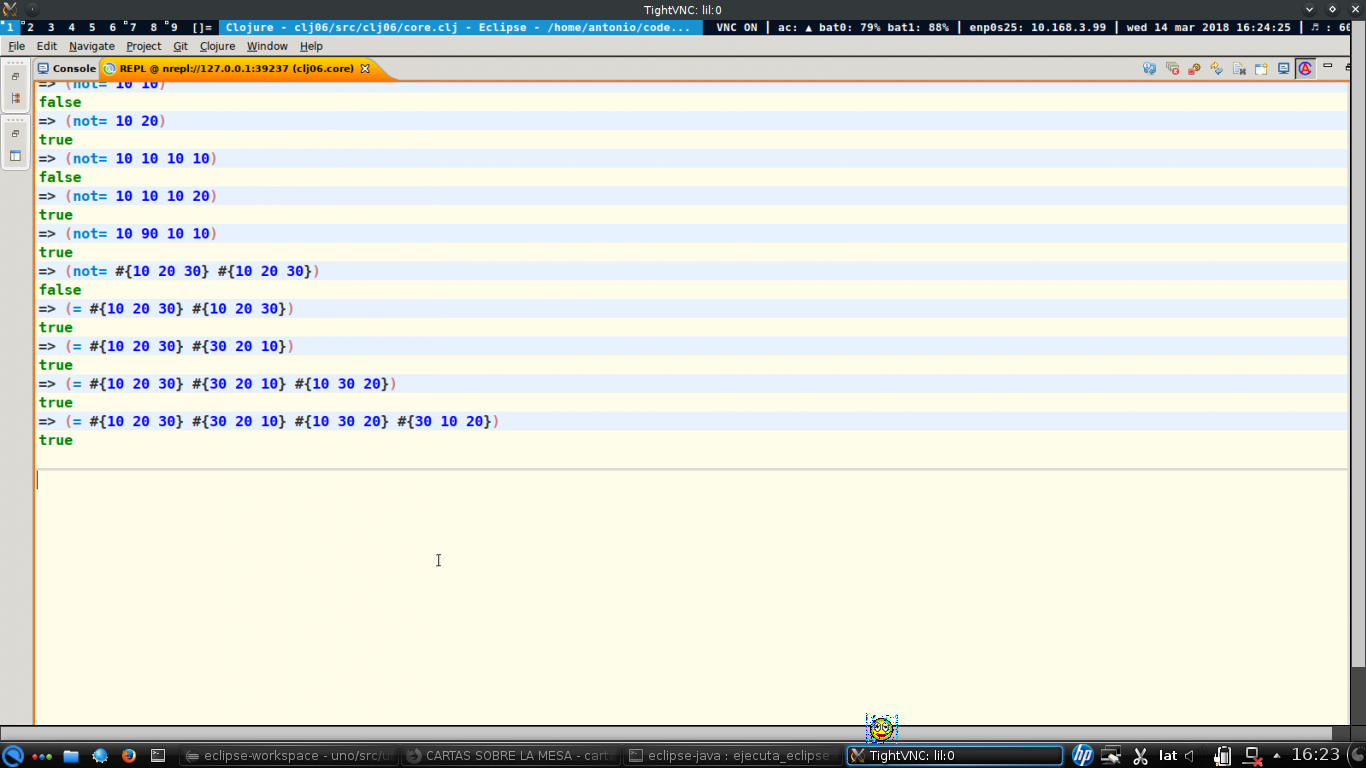 TightVNC: lil:0
1 2 3 4 5 6 7 8 9 []= Clojure - clj06/src/clj06/core.clj - Eclipse - /home/antonio/code... VNC ON | ac: ▲ bat0: 79% bat1: 88% | enp0s25: 10.168.3.99 | wed 14 mar 2018 16:24:25 | ♬ : 60
File Edit Navigate Project Git Clojure Window Help
Console REPL @ nrepl://127.0.0.1:39237 (clj06.core)
=> (not= 10 10)
false
=> (not= 10 20)
true
=> (not= 10 10 10 10)
false
=> (not= 10 10 10 20)
true
=> (not= 10 90 10 10)
true
=> (not= #{10 20 30} #{10 20 30})
false
=> (= #{10 20 30} #{10 20 30})
true
=> (= #{10 20 30} #{30 20 10})
true
=> (= #{10 20 30} #{30 20 10} #{10 30 20})
true
=> (= #{10 20 30} #{30 20 10} #{10 30 20} #{30 10 20})
true
eclipse-workspace - uno/src/u CARTAS SOBRE LA MESA - cart eclipse-java : ejecuta_eclipse TightVNC: lil:0 hp lat 16:23